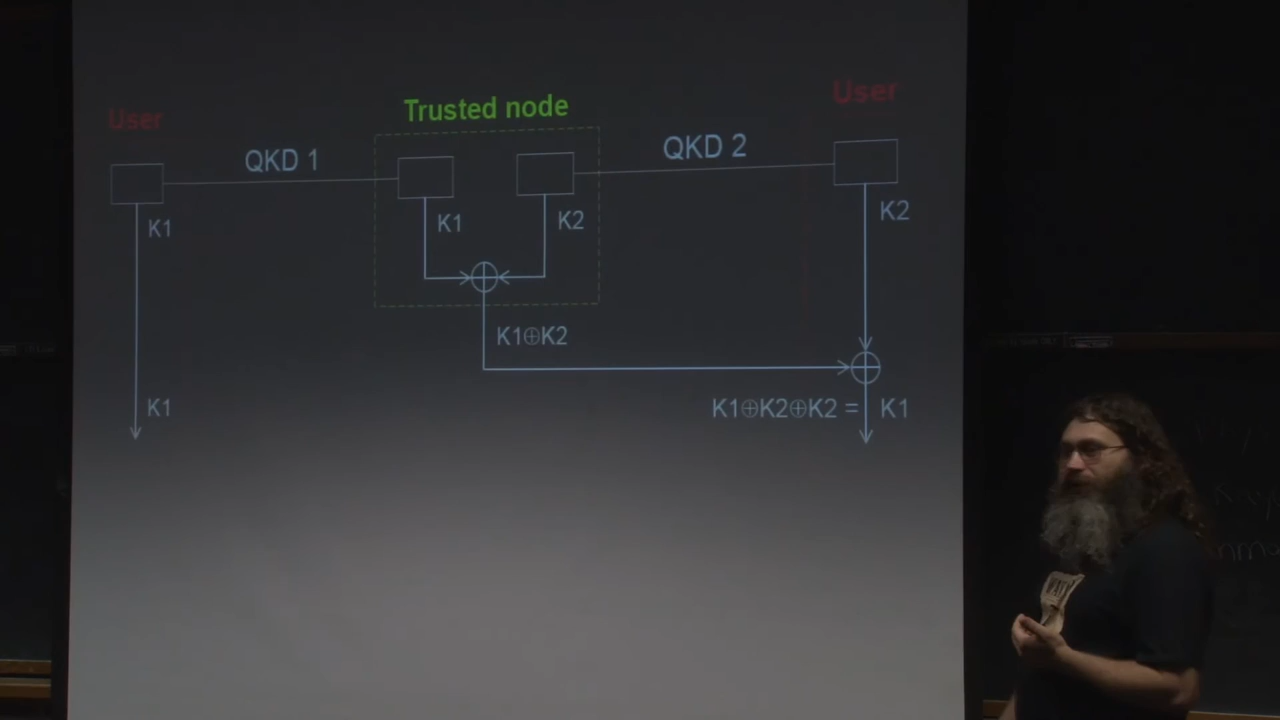 User
Trusted node
User
QKD 1
QKD 2
K1
K1
K2
K2
K1⊕K2
K1
K1⊕K2⊕K2 = K1